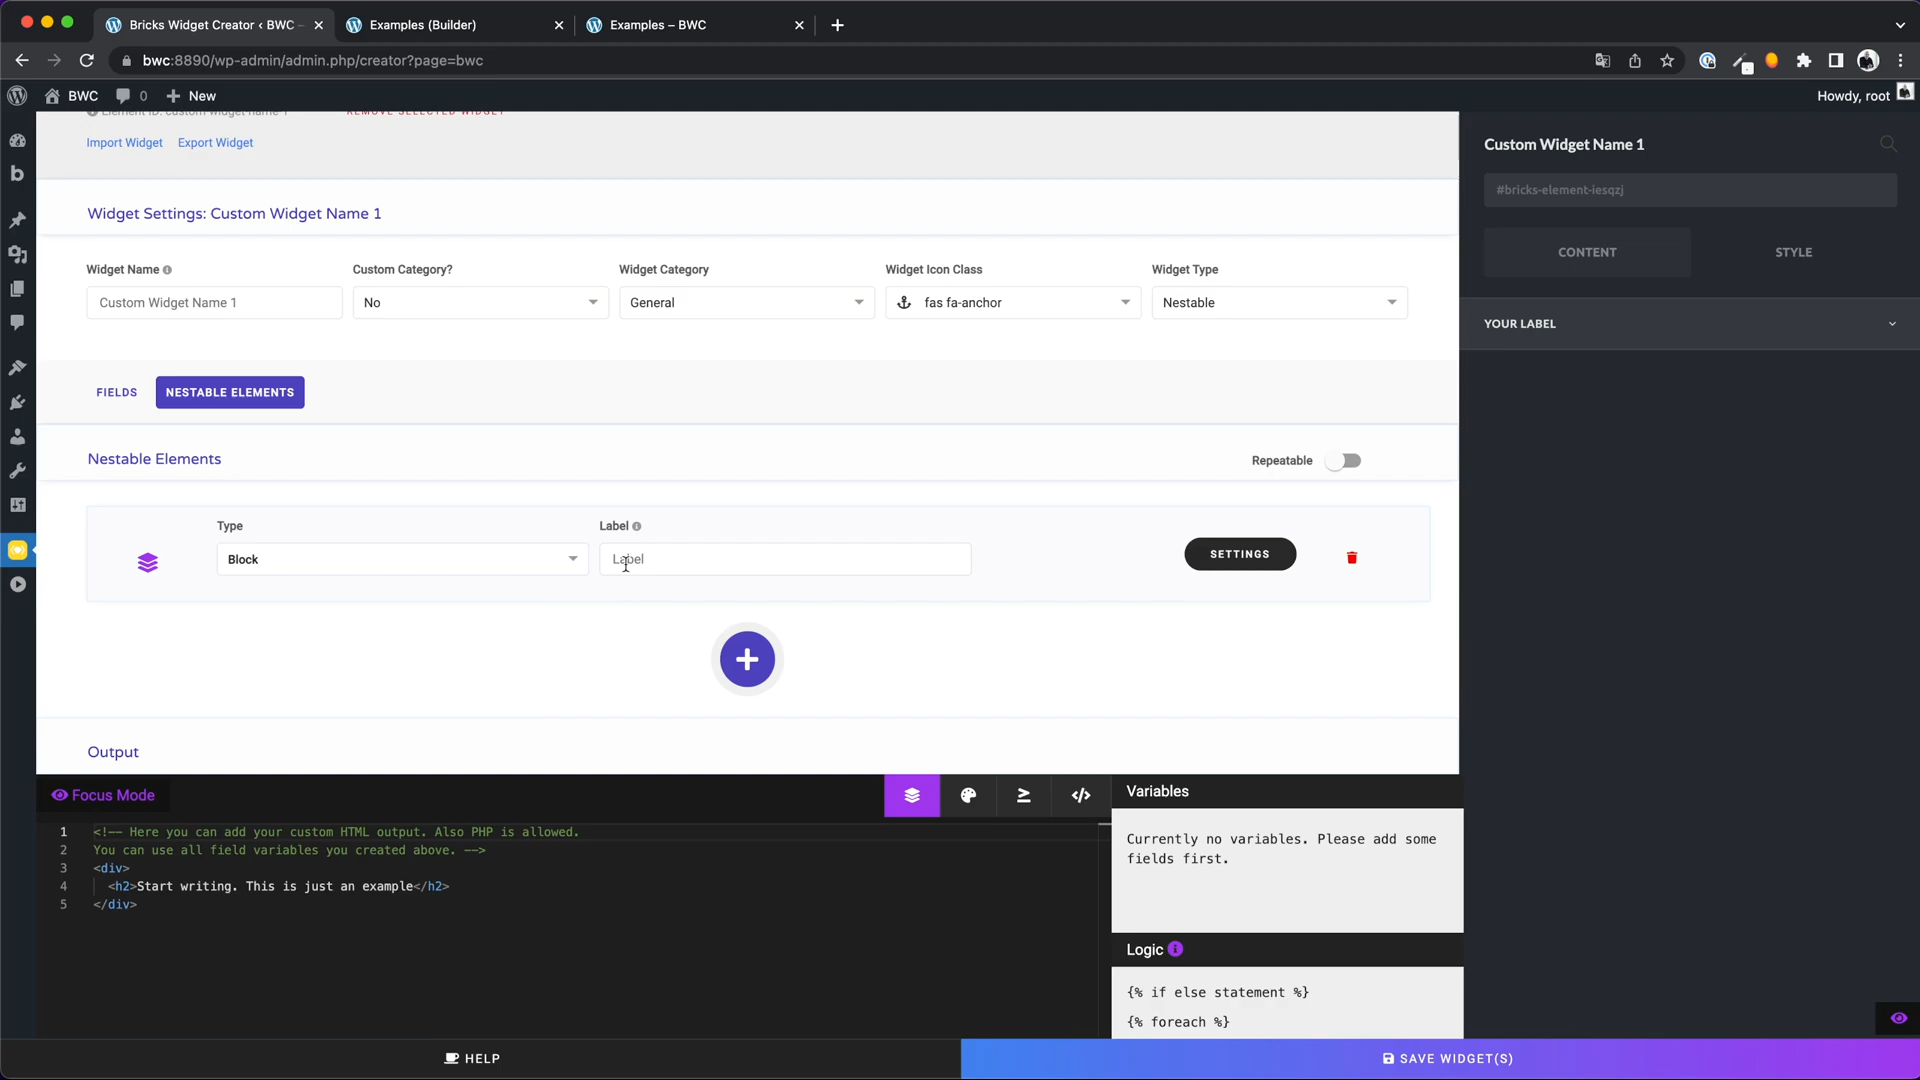 Bricks Widget Creator ‹ BWC –
Examples (Builder)
Examples – BWC
bwc:8890/wp-admin/admin.php/creator?page=bwc
BWC
0
New
Howdy, root
Element ID: custom widget name 1
REMOVE SELECTED WIDGET
Import Widget
Export Widget
Widget Settings: Custom Widget Name 1
Widget Name
Custom Category?
Widget Category
Widget Icon Class
Widget Type
Custom Widget Name 1
No
General
fas fa-anchor
Nestable
FIELDS
NESTABLE ELEMENTS
Nestable Elements
Repeatable
Type
Label
Block
Label
SETTINGS
Output
Focus Mode
1 <!-- Here you can add your custom HTML output. Also PHP is allowed.
2 You can use all field variables you created above. -->
3 <div>
4 <h2>Start writing. This is just an example</h2>
5 </div>
Variables
Currently no variables. Please add some
fields first.
Logic
{% if else statement %}
{% foreach %}
HELP
SAVE WIDGET(S)
Custom Widget Name 1
#bricks-element-iesqzj
CONTENT
STYLE
YOUR LABEL